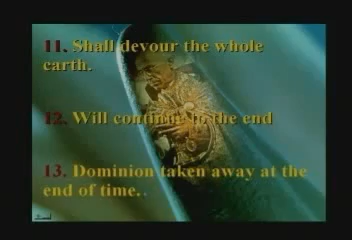 11. Shall devour the whole
earth.
12. Will continue to the end
13. Dominion taken away at the
end of time..